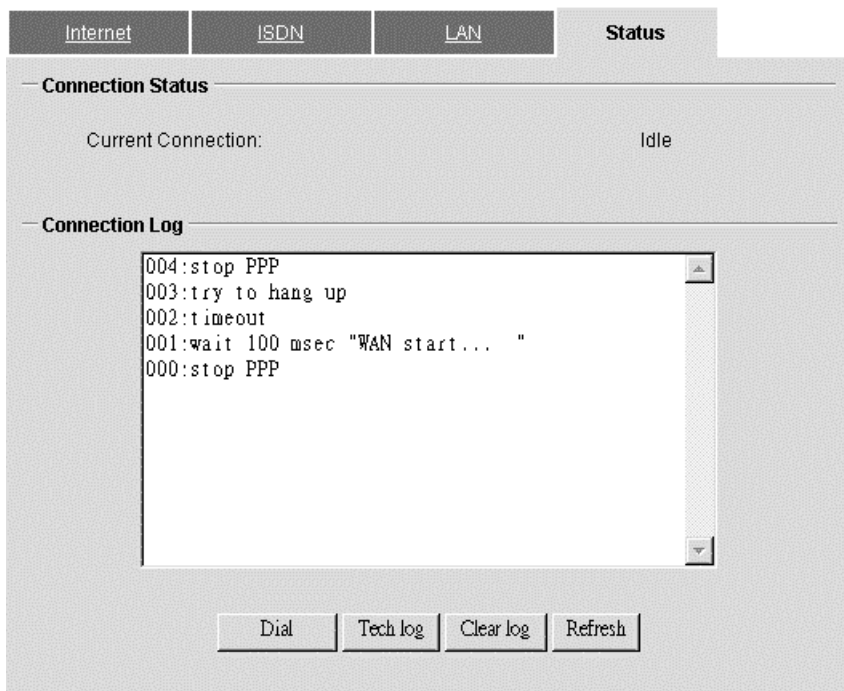 Internet ISDN LAN Status
Connection Status
Current Connection: Idle
Connection Log
004:stop PPP
003:try to hang up
002:timeout
001:wait 100 msec "WAN start...  "
000:stop PPP
Dial Tech log Clear log Refresh